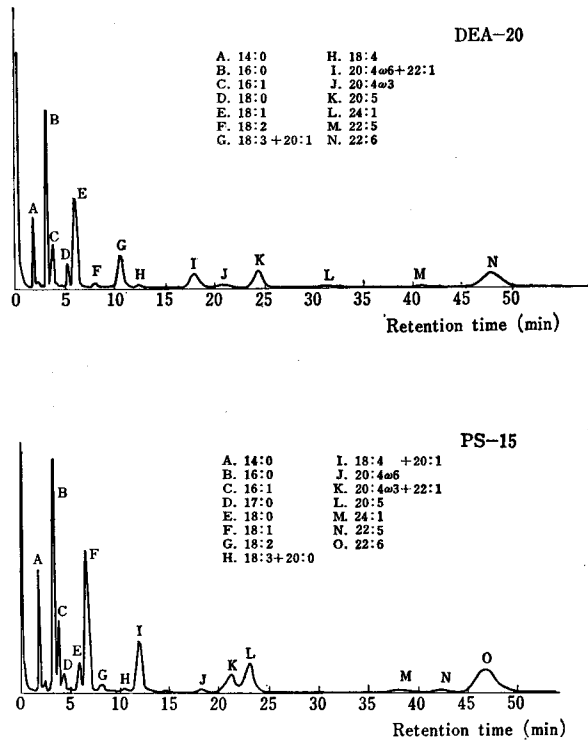 DEA-20
A. 14:0 H. 18:4
B. 16:0 I. 20:4ω6+22:1
C. 16:1 J. 20:4ω3
D. 18:0 K. 20:5
E. 18:1 L. 24:1
F. 18:2 M. 22:5
G. 18:3+20:1 N. 22:6
A B C D E F G H I J K L M N
0 5 10 15 20 25 30 35 40 45 50
Retention time (min)
PS-15
A. 14:0 I. 18:4 +20:1
B. 16:0 J. 20:4ω6
C. 16:1 K. 20:4ω3+22:1
D. 17:0 L. 20:5
E. 18:0 M. 24:1
F. 18:1 N. 22:5
G. 18:2 O. 22:6
H. 18:3+20:0
A B C D E F G H I J K L M N O
0 5 10 15 20 25 30 35 40 45 50
Retention time (min)